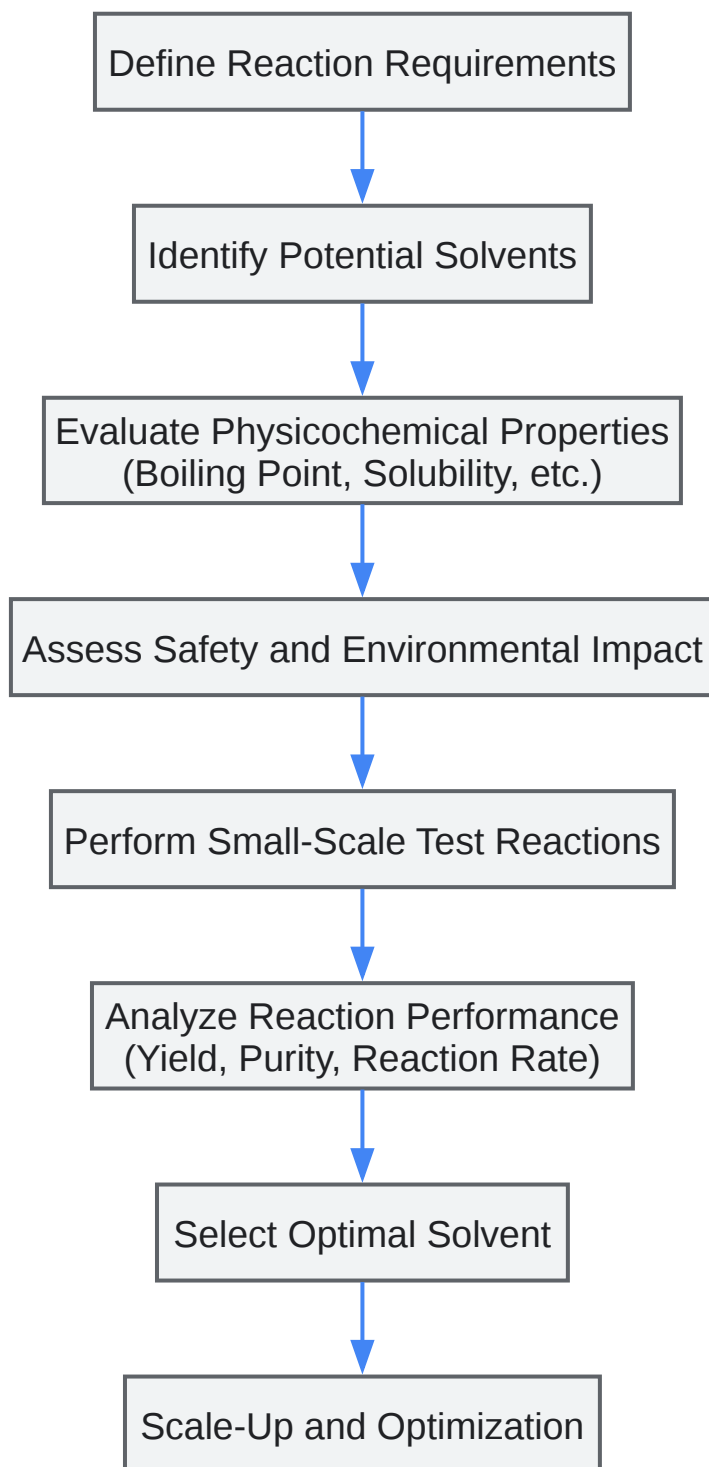 Define Reaction Requirements
Identify Potential Solvents
Evaluate Physicochemical Properties
(Boiling Point, Solubility, etc.)
Assess Safety and Environmental Impact
Perform Small-Scale Test Reactions
Analyze Reaction Performance
(Yield, Purity, Reaction Rate)
Select Optimal Solvent
Scale-Up and Optimization